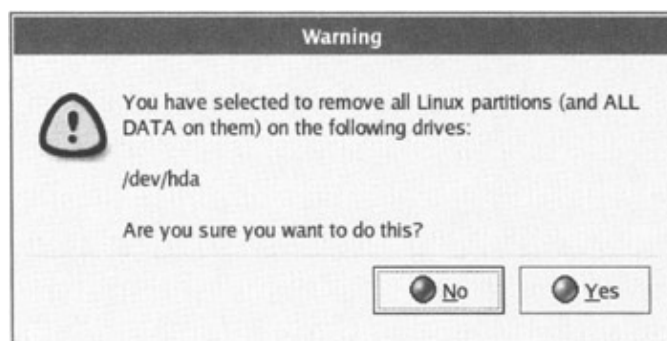 Warning
You have selected to remove all Linux partitions (and ALL
DATA on them) on the following drives:
/dev/hda
Are you sure you want to do this?
No
Yes